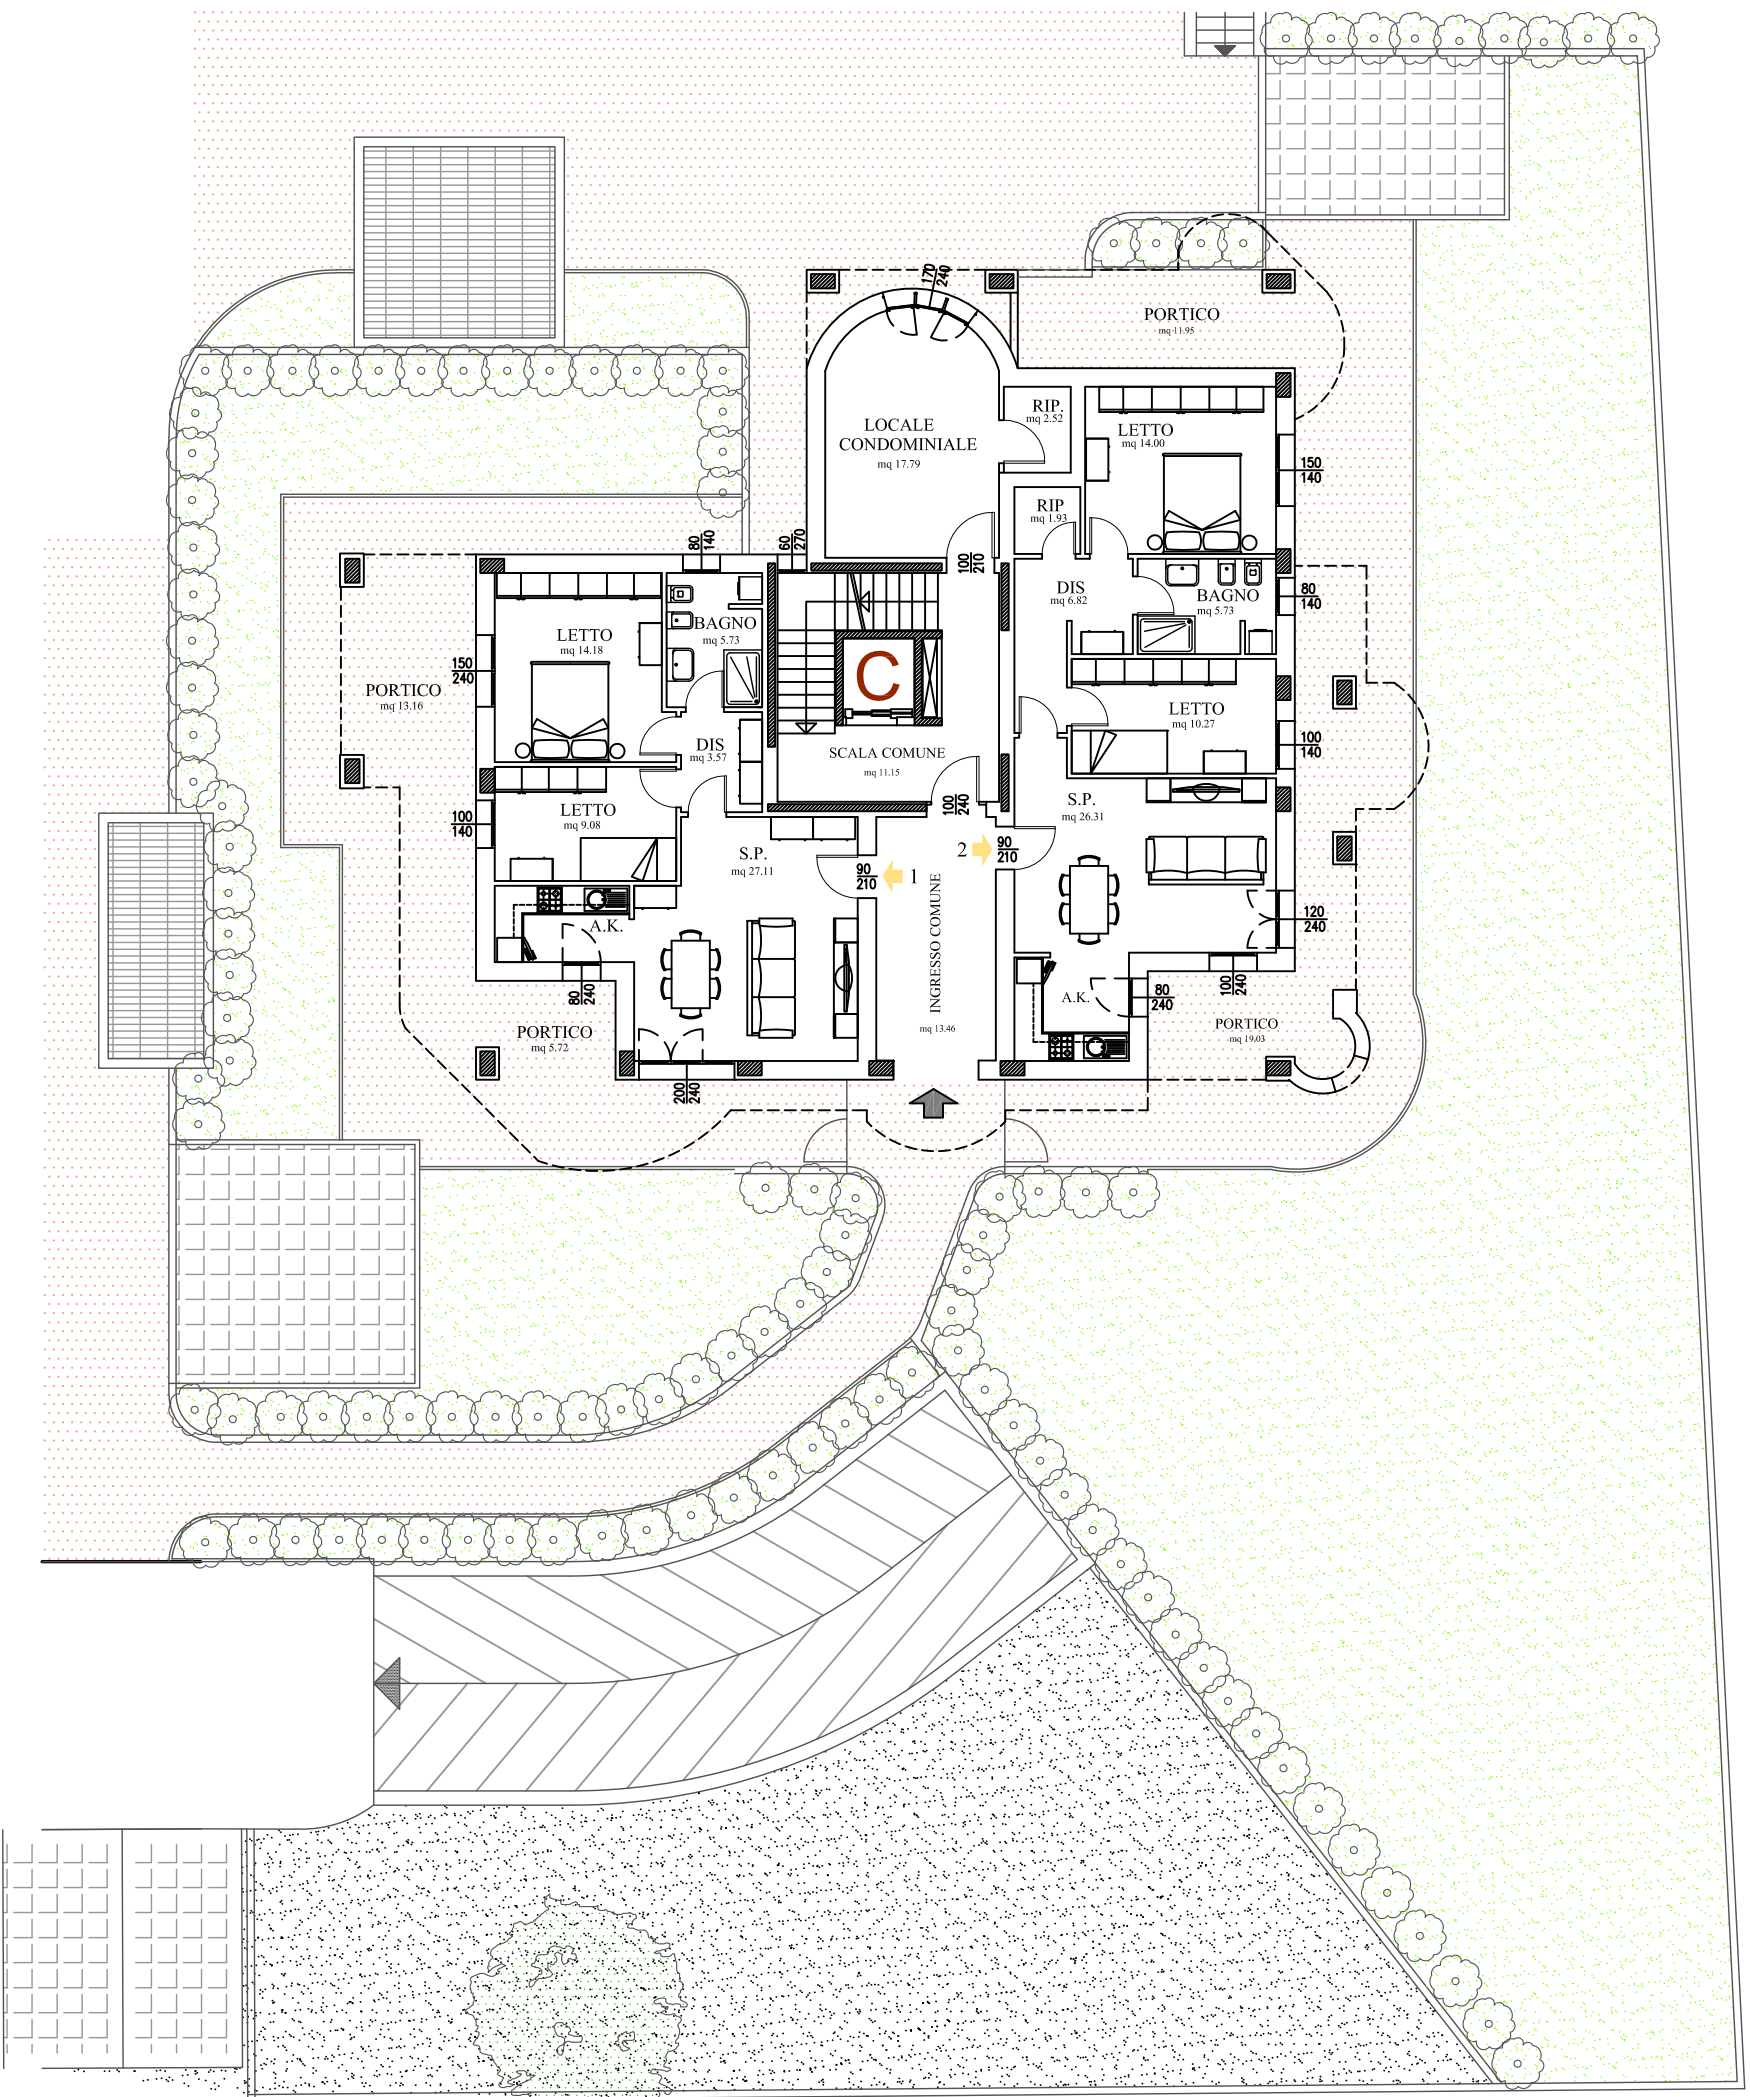 170
240
PORTICO
mq 11.95
LOCALE
CONDOMINIALE
mq 17.79
RIP.
mq 2.52
LETTO
mq 14.00
150
140
RIP
mq 1.93
80
140
60
270
100
210
DIS
mq 6.82
BAGNO
mq 5.73
80
140
LETTO
mq 14.18
BAGNO
mq 5.73
150
240
PORTICO
mq 13.16
C
LETTO
mq 10.27
100
140
DIS
mq 3.57
SCALA COMUNE
mq 11.15
LETTO
mq 9.08
100
140
100
240
S.P.
mq 26.31
S.P.
mq 27.11
2
90
210
90
210
1
INGRESSO COMUNE
mq 13.46
120
240
A.K.
80
240
100
240
A.K.
80
240
PORTICO
mq 5.72
PORTICO
mq 19.03
200
240